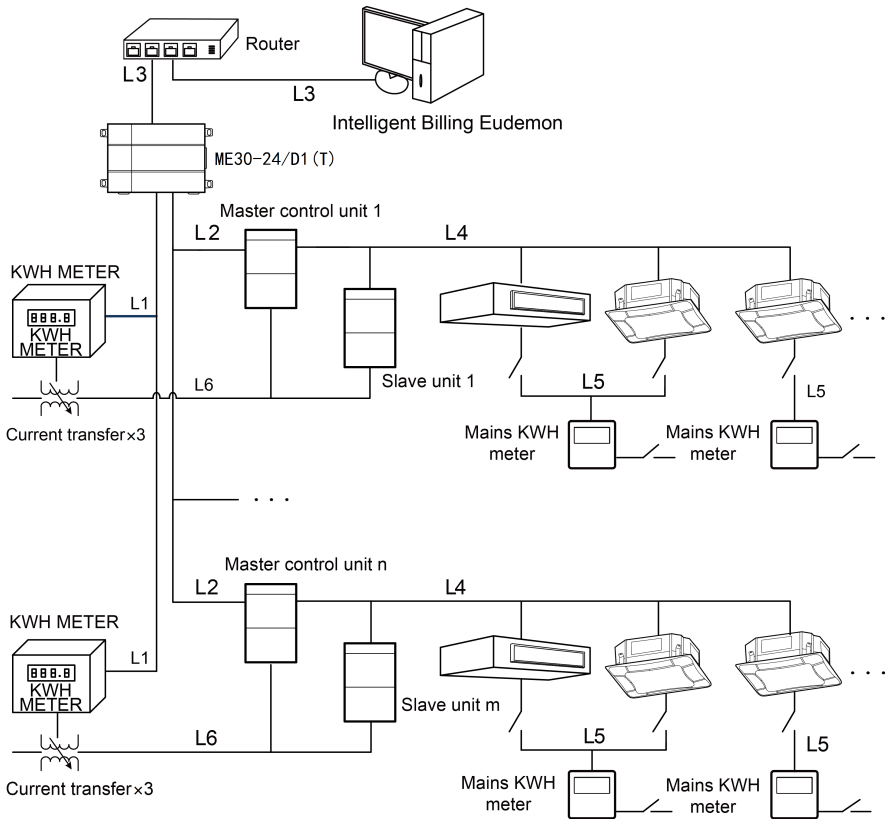 Router
L3
L3
Intelligent Billing Eudemon
ME30-24/D1(T)
Master control unit 1
L2
L4
KWH METER
L1
888.8
KWH
METER
. . .
Slave unit 1
L6
L5
L5
Current transfer×3
Mains KWH
meter
Mains KWH
meter
. . .
Master control unit n
L2
L4
KWH METER
L1
888.8
KWH
METER
. . .
Slave unit m
L6
L5
L5
Current transfer×3
Mains KWH
meter
Mains KWH
meter